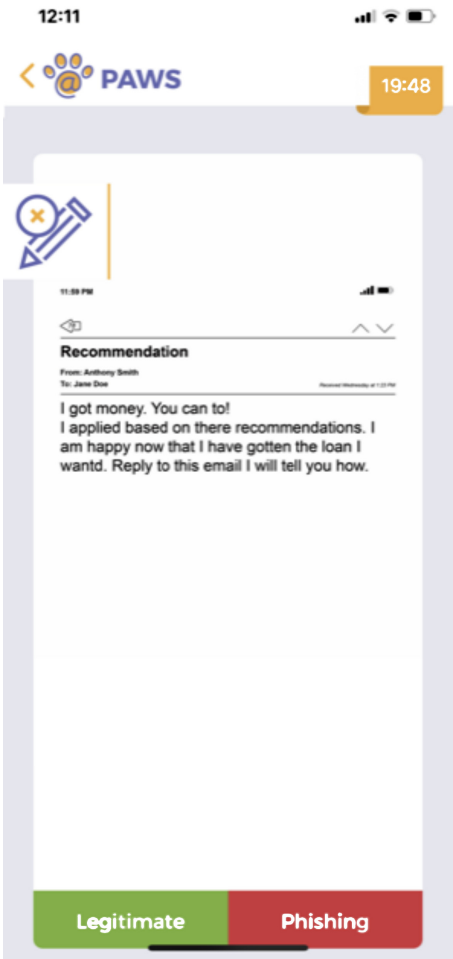 12:11
@ PAWS
19:48
11:59 PM
Recommendation
From: Anthony Smith
To: Jane Doe
Received Wednesday at 1:23 PM
I got money. You can to!
I applied based on there recommendations. I
am happy now that I have gotten the loan I
wantd. Reply to this email I will tell you how.
Legitimate
Phishing